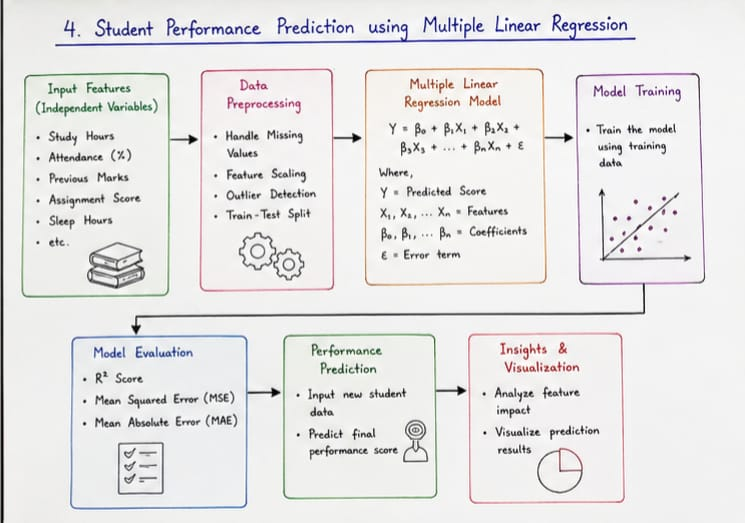 4. Student Performance Prediction using Multiple Linear Regression
Input Features
(Independent Variables)
• Study Hours
• Attendance (%)
• Previous Marks
• Assignment Score
• Sleep Hours
• etc.
Data
Preprocessing
• Handle Missing
Values
• Feature Scaling
• Outlier Detection
• Train-Test Split
Multiple Linear
Regression Model
Y = β₀ + β₁X₁ + β₂X₂ +
β₃X₃ + ... + βₙXₙ + ε
Where,
Y = Predicted Score
X₁, X₂, ... Xₙ = Features
β₀, β₁, ... βₙ = Coefficients
ε = Error term
Model Training
• Train the model
using training
data
Model Evaluation
• R² Score
• Mean Squared Error (MSE)
• Mean Absolute Error (MAE)
Performance
Prediction
• Input new student
data
• Predict final
performance score
Insights &
Visualization
• Analyze feature
impact
• Visualize prediction
results